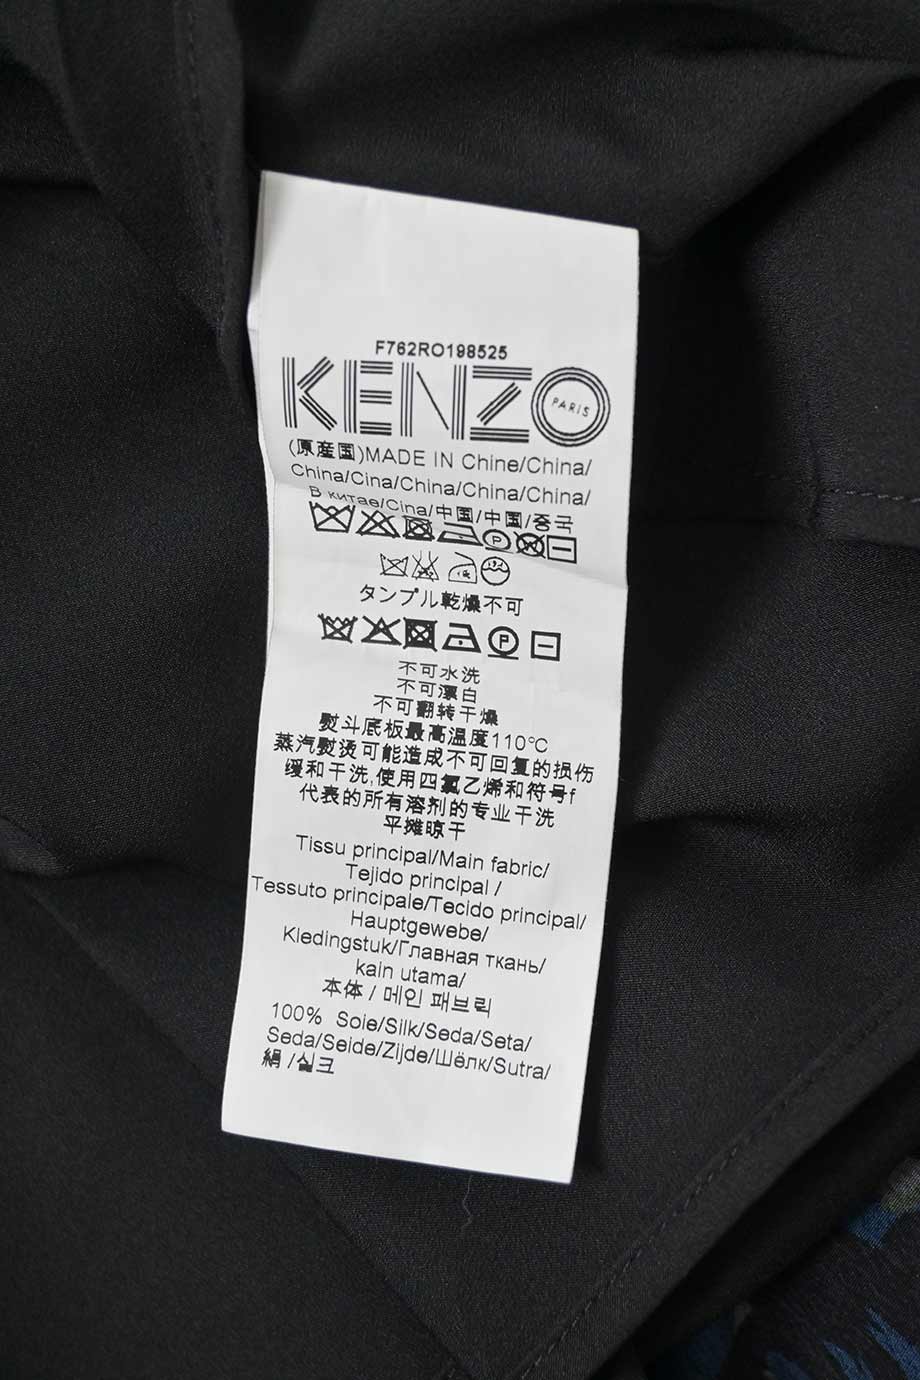 F762RO198525
KENZO PARIS
(原産国)MADE IN Chine/China/
China/Cina/China/China/China/
В китае/Cina/中国/中国/중국
タンブル乾燥不可
不可水洗
不可漂白
不可翻转干燥
熨斗底板最高温度110℃
蒸汽熨烫可能造成不可回复的损伤
缓和干洗,使用四氯乙烯和符号f
代表的所有溶剂的专业干洗
平摊晾干
Tissu principal/Main fabric/
Tejido principal /
Tessuto principale/Tecido principal/
Hauptgewebe/
Kledingstuk/Главная ткань/
kain utama/
本体 / 메인 패브릭
100% Soie/Silk/Seda/Seta/
Seda/Seide/Zijde/Шёлк/Sutra/
絹 /실크